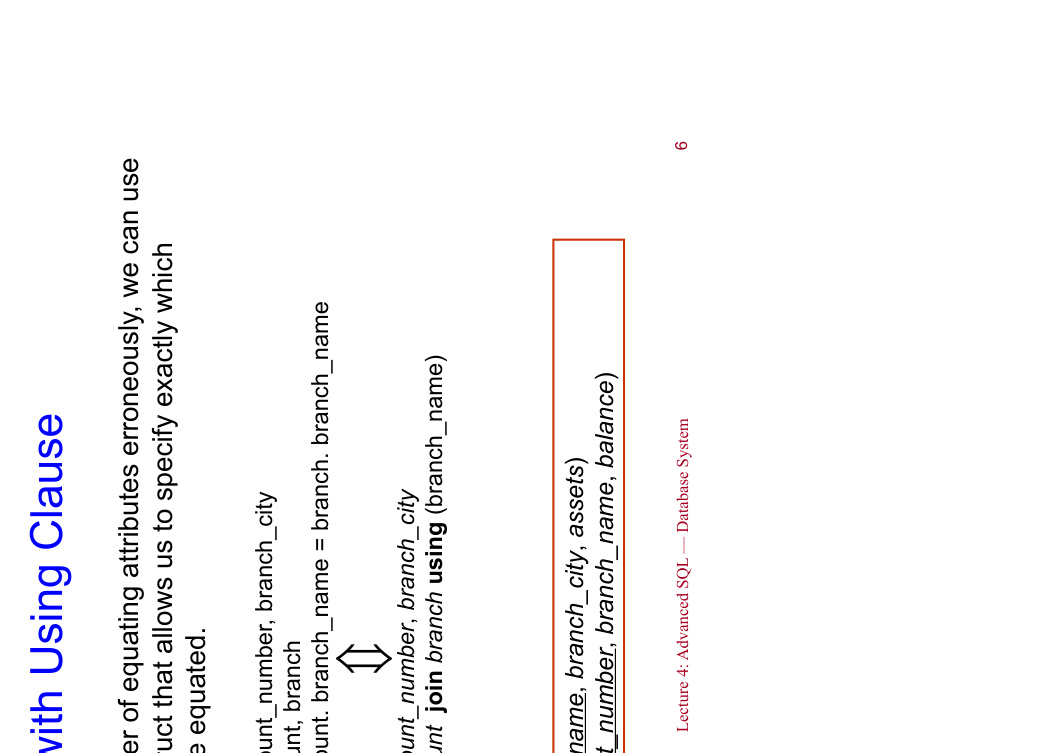 with Using Clause
er of equating attributes erroneously, we can use
ruct that allows us to specify exactly which
e equated.
ount_number, branch_city
unt, branch
ount. branch_name = branch. branch_name
⇔
ount_number, branch_city
unt join branch using (branch_name)
name, branch_city, assets)
t_number, branch_name, balance)
Lecture 4: Advanced SQL — Database System
6